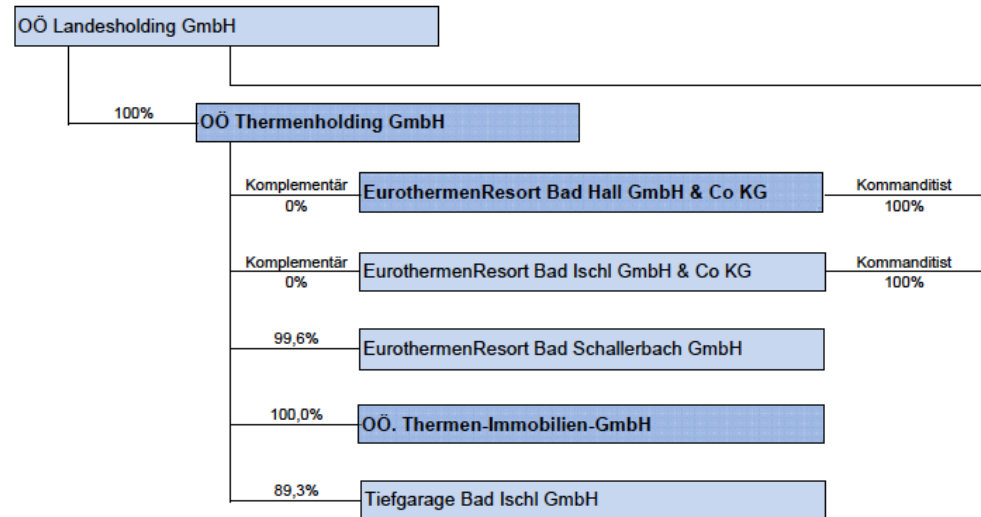 OÖ Landesholding GmbH
100%
OÖ Thermenholding GmbH
Komplementär
0%
EurothermenResort Bad Hall GmbH & Co KG
Kommanditist
100%
Komplementär
0%
EurothermenResort Bad Ischl GmbH & Co KG
Kommanditist
100%
99,6%
EurothermenResort Bad Schallerbach GmbH
100,0%
OÖ. Thermen-Immobilien-GmbH
89,3%
Tiefgarage Bad Ischl GmbH